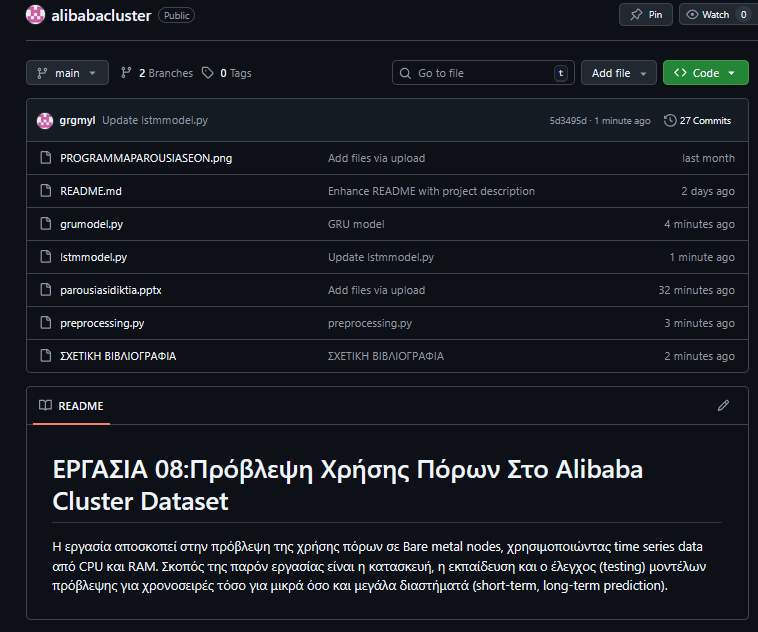 alibabacluster Public Pin Watch 0
main 2 Branches 0 Tags Go to file t Add file Code
grgmyl Update lstmmodel.py 5d3495d · 1 minute ago 27 Commits
PROGRAMMAPAROUSIASEON.png Add files via upload last month
README.md Enhance README with project description 2 days ago
grumodel.py GRU model 4 minutes ago
lstmmodel.py Update lstmmodel.py 1 minute ago
parousiasidiktia.pptx Add files via upload 32 minutes ago
preprocessing.py preprocessing.py 3 minutes ago
ΣΧΕΤΙΚΗ ΒΙΒΛΙΟΓΡΑΦΙΑ ΣΧΕΤΙΚΗ ΒΙΒΛΙΟΓΡΑΦΙΑ 2 minutes ago
README
ΕΡΓΑΣΙΑ 08:Πρόβλεψη Χρήσης Πόρων Στο Alibaba
Cluster Dataset
Η εργασία αποσκοπεί στην πρόβλεψη της χρήσης πόρων σε Bare metal nodes, χρησιμοποιώντας time series data
από CPU και RAM. Σκοπός της παρόν εργασίας είναι η κατασκευή, η εκπαίδευση και ο έλεγχος (testing) μοντέλων
πρόβλεψης για χρονοσειρές τόσο για μικρά όσο και μεγάλα διαστήματά (short-term, long-term prediction).